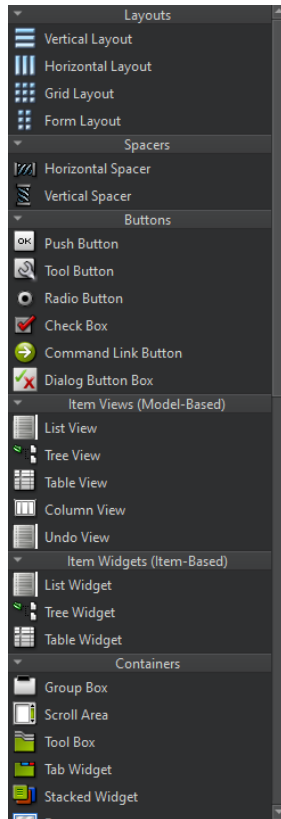 Layouts
Vertical Layout
Horizontal Layout
Grid Layout
Form Layout
Spacers
Horizontal Spacer
Vertical Spacer
Buttons
OK
Push Button
Tool Button
Radio Button
Check Box
Command Link Button
Dialog Button Box
Item Views (Model-Based)
List View
Tree View
Table View
Column View
Undo View
Item Widgets (Item-Based)
List Widget
Tree Widget
Table Widget
Containers
Group Box
Scroll Area
Tool Box
Tab Widget
Stacked Widget